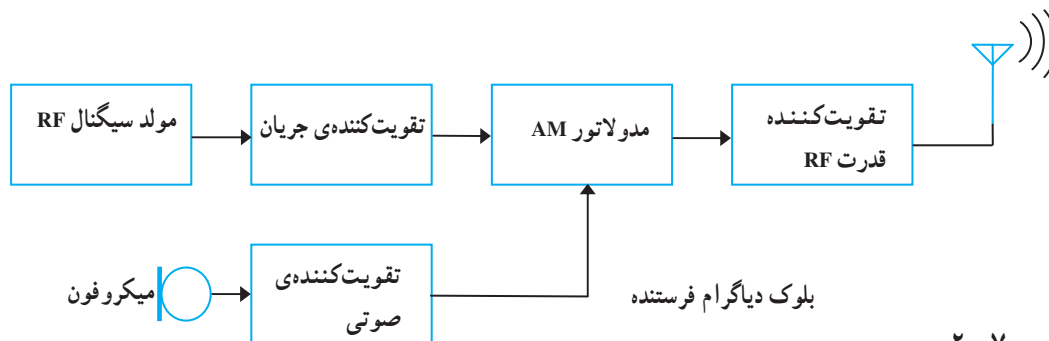 مولد سیگنال RF
تقویت‌کننده‌ی جریان
مدولاتور AM
تقویت‌کننده
قدرت RF
میکروفون
تقویت‌کننده‌ی
صوتی
بلوک دیاگرام فرستنده